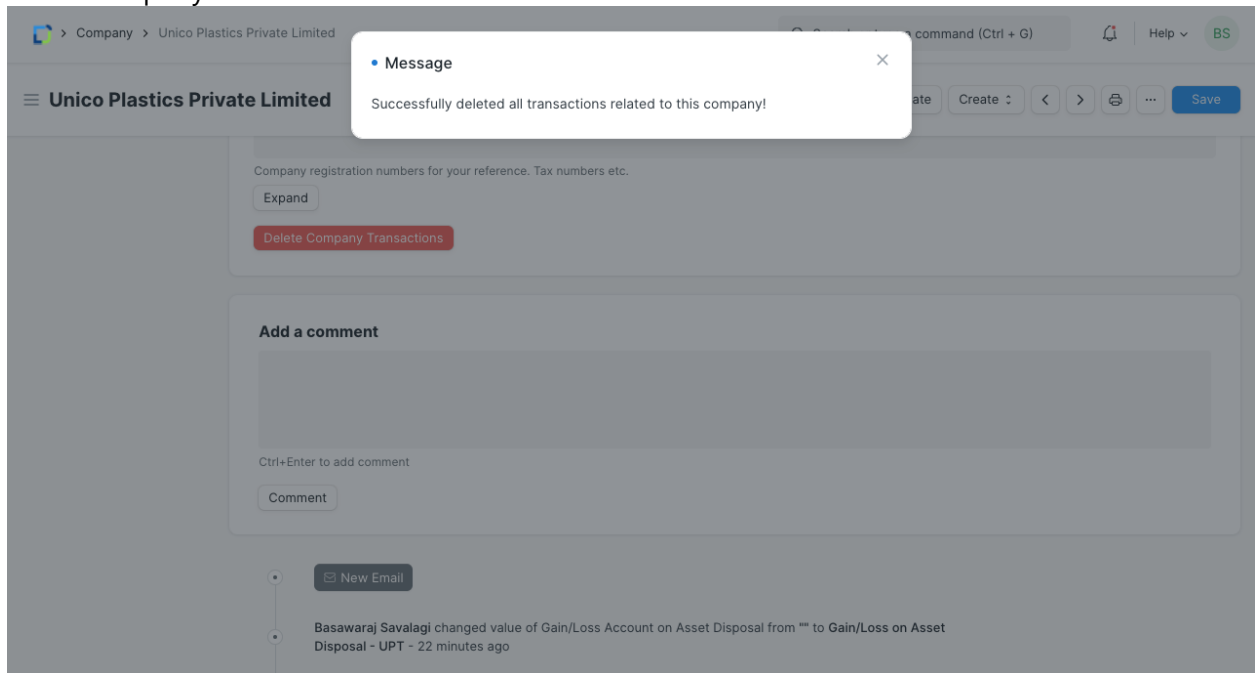 Company
Unico Plastics Private Limited
command (Ctrl + G)
Help
BS
Message
Successfully deleted all transactions related to this company!
Unico Plastics Private Limited
Create
Save
Company registration numbers for your reference. Tax numbers etc.
Expand
Delete Company Transactions
Add a comment
Ctrl+Enter to add comment
Comment
New Email
Basawaraj Savalagi changed value of Gain/Loss Account on Asset Disposal from "" to Gain/Loss on Asset
Disposal - UPT - 22 minutes ago